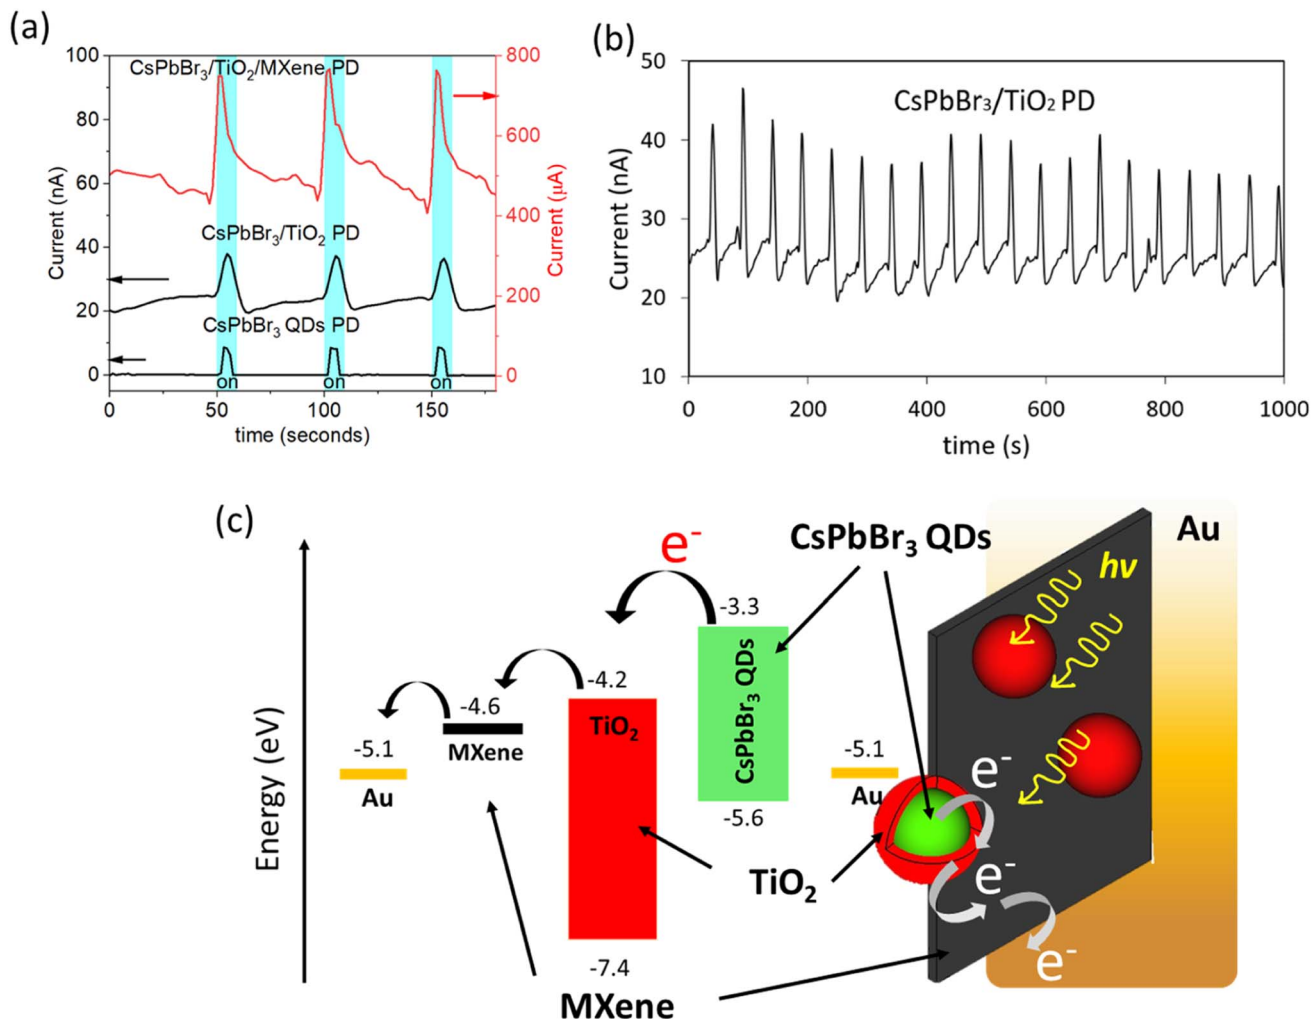 (a)
CsPbBr₃/TiO₂/MXene PD
CsPbBr₃/TiO₂ PD
CsPbBr₃ QDs PD
on on on
Current (nA)
100
80
60
40
20
0
Current (μA)
800
600
400
200
0
0 50 100 150
time (seconds)
(b)
CsPbBr₃/TiO₂ PD
Current (nA)
50
40
30
20
10
0 200 400 600 800 1000
time (s)
(c)
Energy (eV)
e⁻
CsPbBr₃ QDs
Au
hν
-3.3
-4.2
-4.6
-5.1
Au
MXene
TiO₂
CsPbBr₃ QDs
-5.1
Au
-5.6
-7.4
TiO₂
MXene
e⁻
e⁻
e⁻